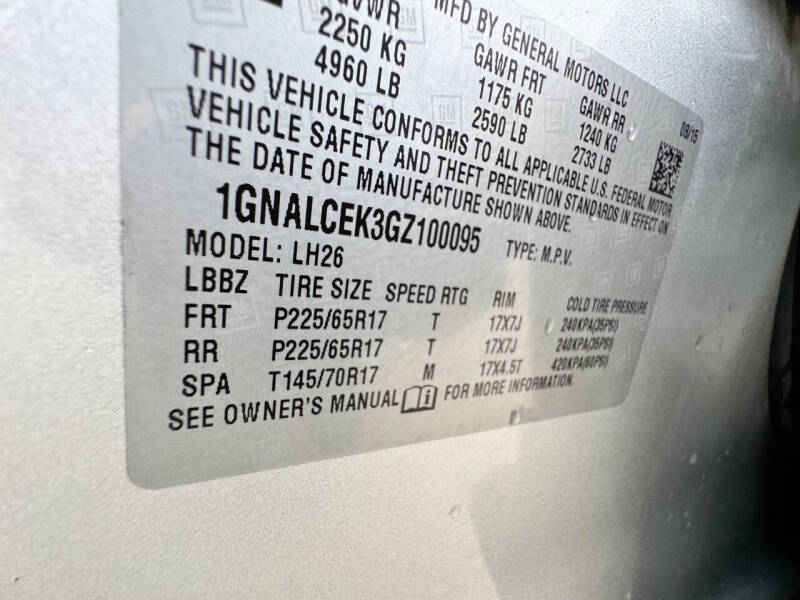 GVWR
2250 KG
4960 LB
MFD BY GENERAL MOTORS LLC
GAWR FRT
1175 KG
2590 LB
GAWR RR
1240 KG
2733 LB
08/15
THIS VEHICLE CONFORMS TO ALL APPLICABLE U.S. FEDERAL MOTOR
VEHICLE SAFETY AND THEFT PREVENTION STANDARDS IN EFFECT ON
THE DATE OF MANUFACTURE SHOWN ABOVE.
1GNALCEK3GZ100095 TYPE: M.P.V.
MODEL: LH26
LBBZ TIRE SIZE SPEED RTG RIM COLD TIRE PRESSURE
FRT P225/65R17 T 17X7J 240KPA(35PSI)
RR P225/65R17 T 17X7J 240KPA(35PSI)
SPA T145/70R17 M 17X4.5T 420KPA(60PSI)
SEE OWNER'S MANUAL FOR MORE INFORMATION.